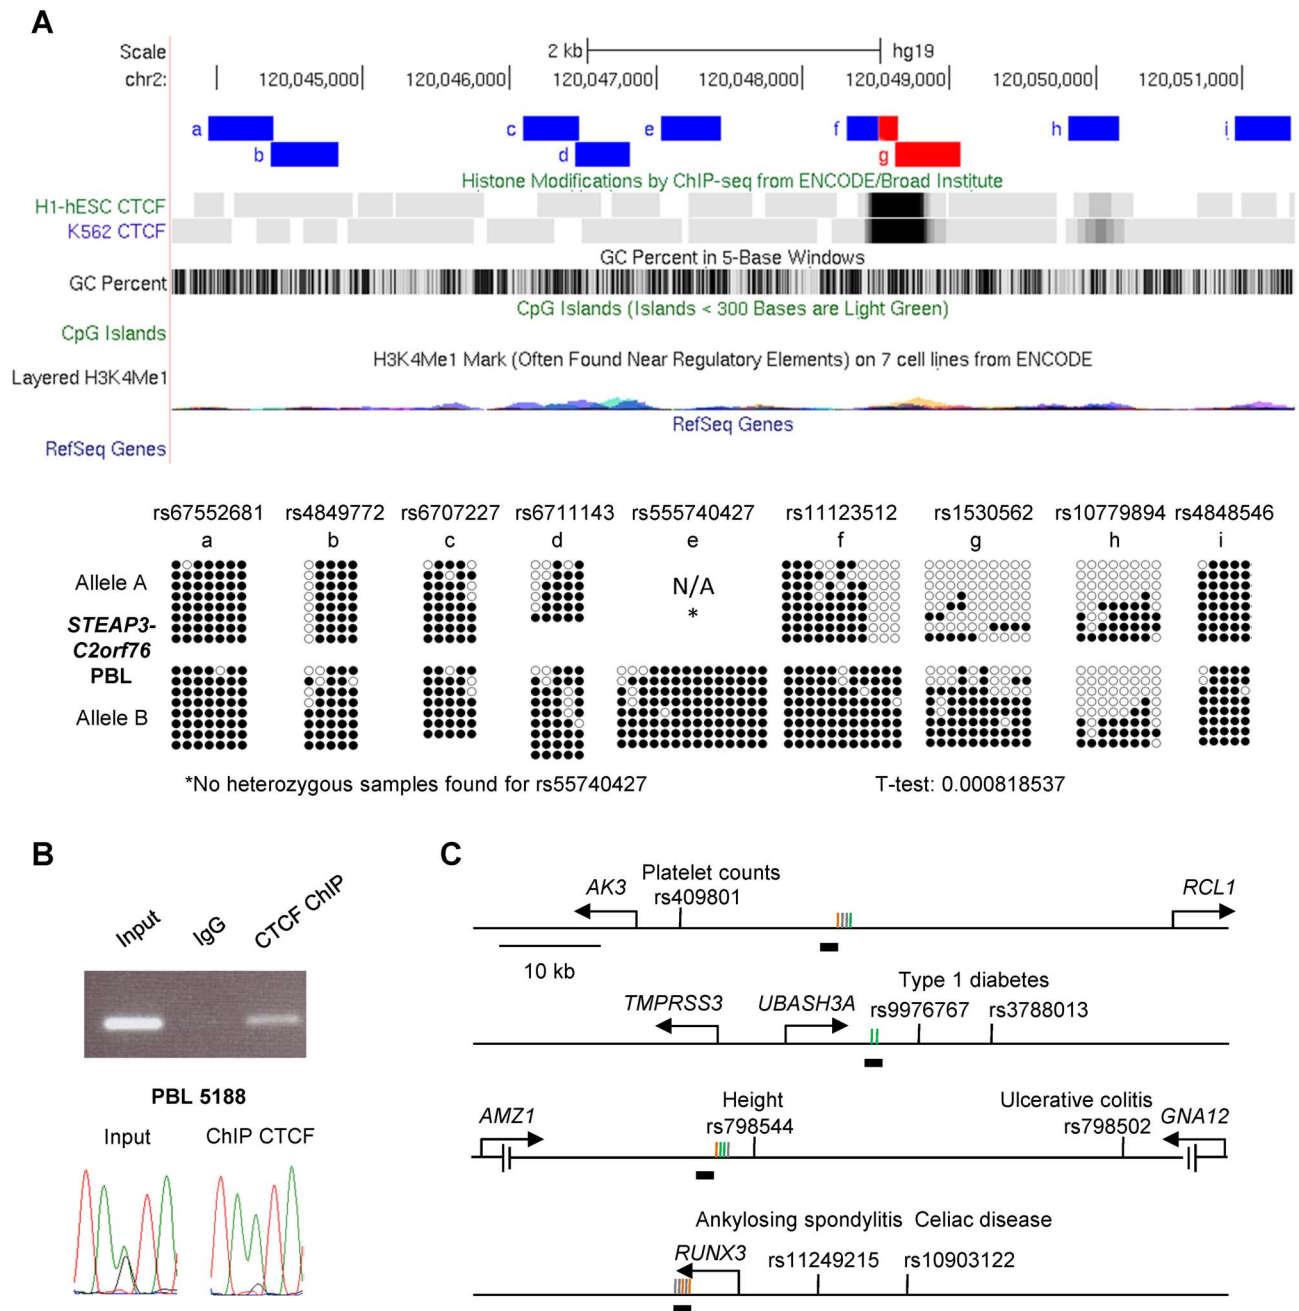 A
Scale 2 kb hg19
chr2: 120,045,000 120,046,000 120,047,000 120,048,000 120,049,000 120,050,000 120,051,000
a c e f h i
b d g
Histone Modifications by ChIP-seq from ENCODE/Broad Institute
H1-hESC CTCF
K562 CTCF
GC Percent in 5-Base Windows
GC Percent
CpG Islands (Islands < 300 Bases are Light Green)
CpG Islands
H3K4Me1 Mark (Often Found Near Regulatory Elements) on 7 cell lines from ENCODE
Layered H3K4Me1
RefSeq Genes
RefSeq Genes
rs67552681 rs4849772 rs6707227 rs6711143 rs555740427 rs11123512 rs1530562 rs10779894 rs4848546
a b c d e f g h i
Allele A
N/A
*
STEAP3-
C2orf76
PBL
Allele B
*No heterozygous samples found for rs55740427 T-test: 0.000818537
B
Input IgG CTCF ChIP
PBL 5188
Input ChIP CTCF
C
Platelet counts
AK3 rs409801 RCL1
10 kb
Type 1 diabetes
TMPRSS3 UBASH3A rs9976767 rs3788013
Height Ulcerative colitis
AMZ1 rs798544 rs798502 GNA12
Ankylosing spondylitis Celiac disease
RUNX3 rs11249215 rs10903122